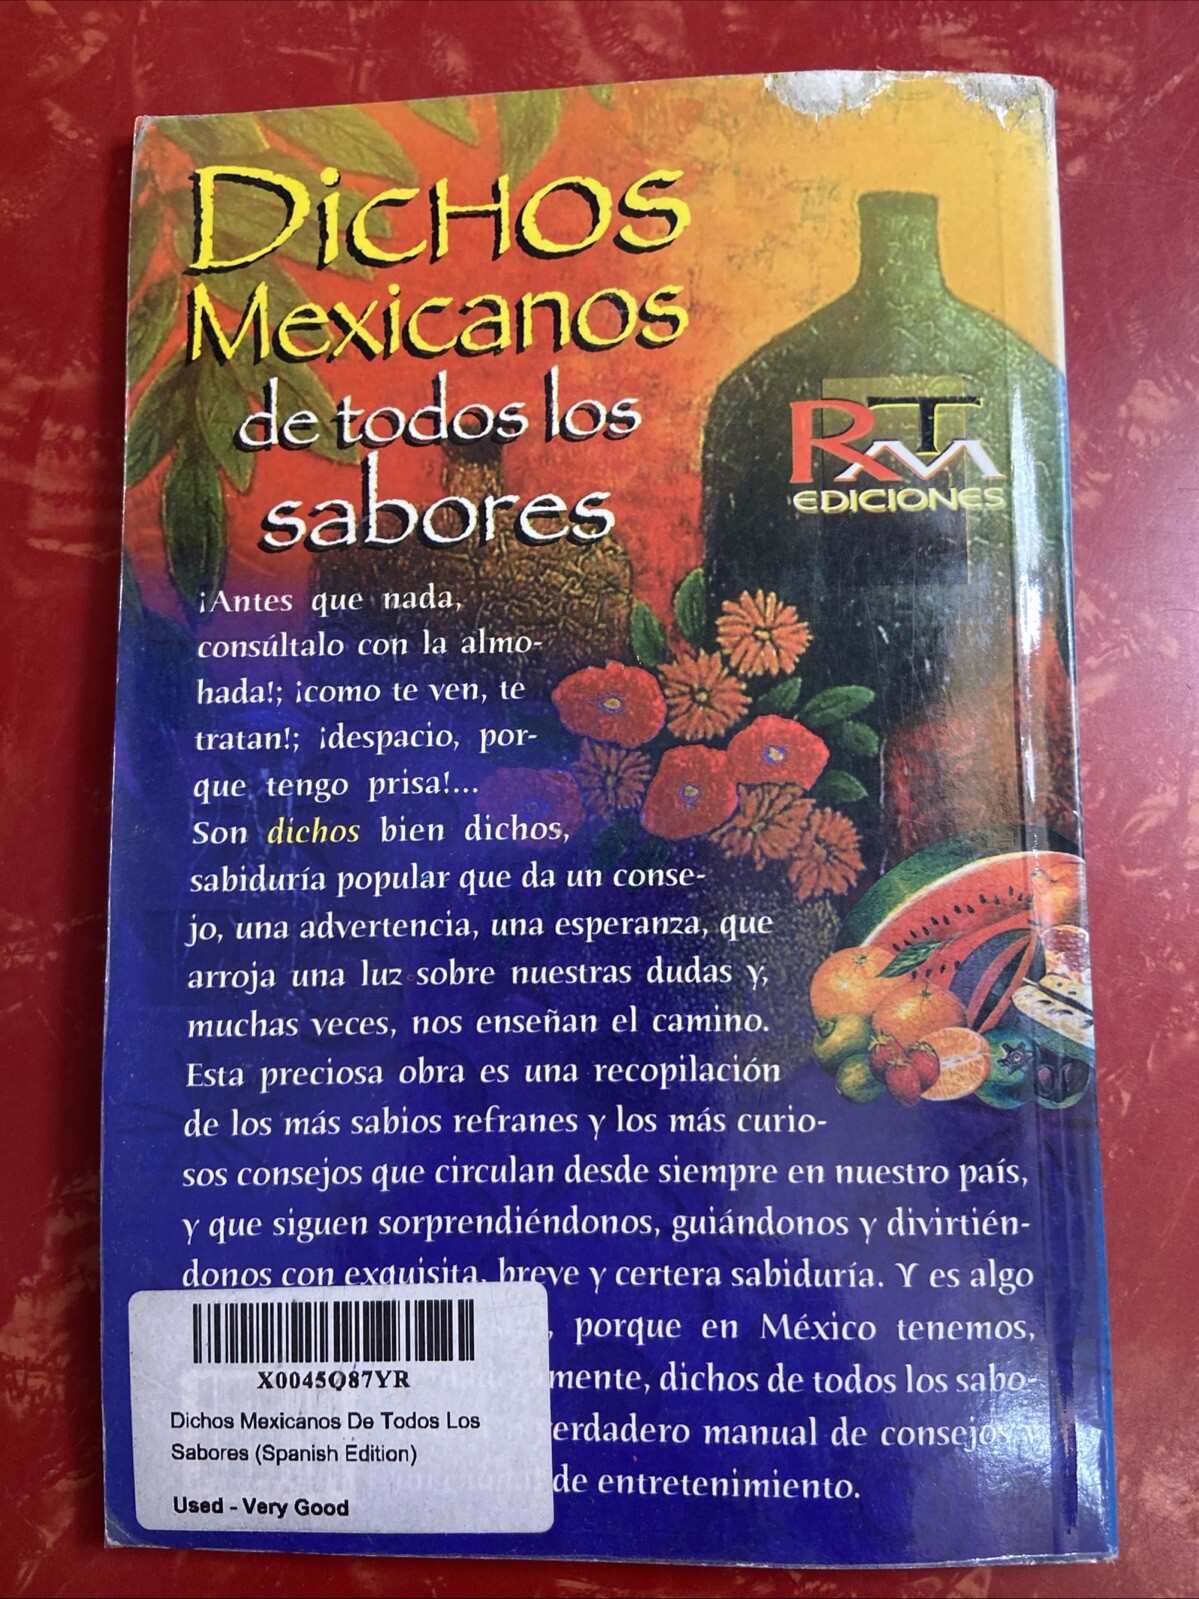 Dichos
Mexicanos
de todos los
sabores
RTM
EDICIONES
¡Antes que nada,
consúltalo con la almo-
hada!; ¡como te ven, te
tratan!; ¡despacio, por-
que tengo prisa!...
Son dichos bien dichos,
sabiduría popular que da un conse-
jo, una advertencia, una esperanza, que
arroja una luz sobre nuestras dudas y,
muchas veces, nos enseñan el camino.
Esta preciosa obra es una recopilación
de los más sabios refranes y los más curio-
sos consejos que circulan desde siempre en nuestro país,
y que siguen sorprendiéndonos, guiándonos y divirtién-
donos con exquisita, breve y certera sabiduría. Y es algo
, porque en México tenemos,
mente, dichos de todos los sabo-
verdadero manual de consejos y
de entretenimiento.
X0045Q87YR
Dichos Mexicanos De Todos Los
Sabores (Spanish Edition)
Used - Very Good